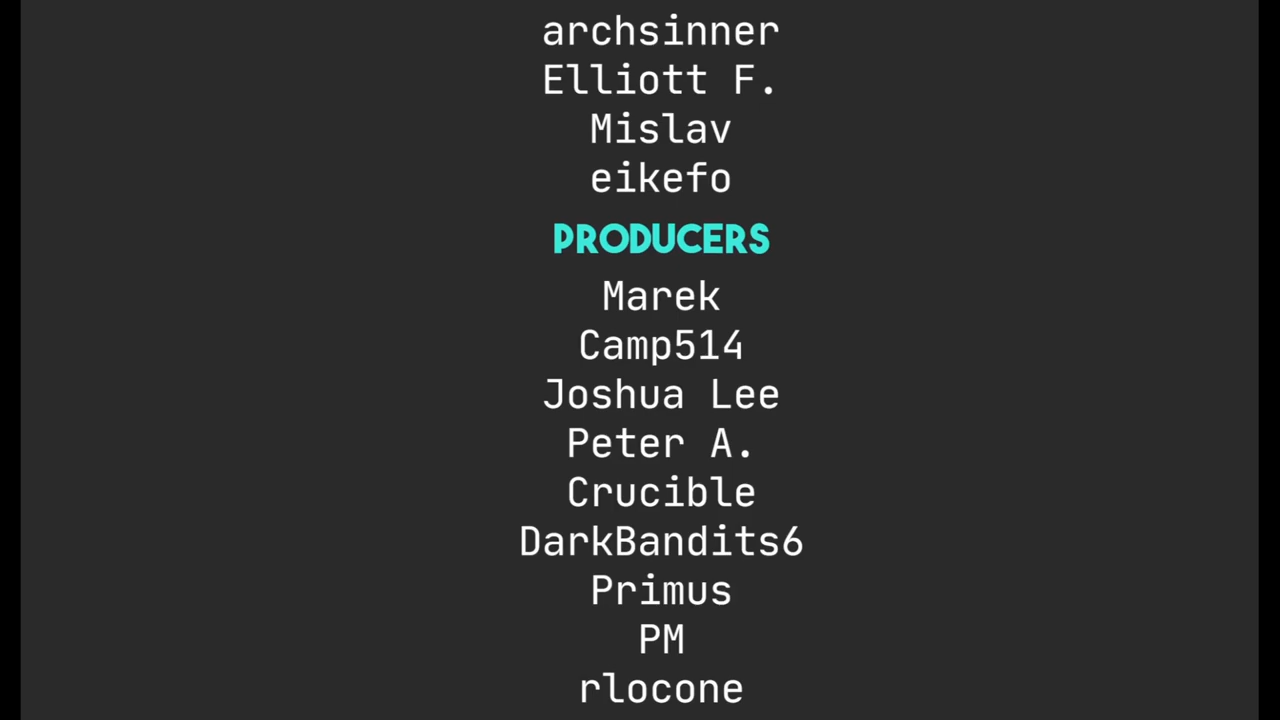 archsinner
Elliott F.
Mislav
eikefo
PRODUCERS
Marek
Camp514
Joshua Lee
Peter A.
Crucible
DarkBandits6
Primus
PM
rlocone